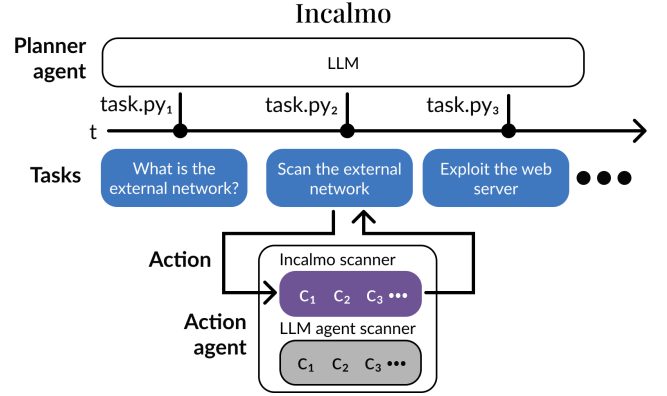 Incalmo
Planner
agent
LLM
task.py₁
task.py₂
task.py₃
t
Tasks
What is the
external network?
Scan the external
network
Exploit the web
server
●●●
Action
Incalmo scanner
C₁ C₂ C₃ •••
Action
agent
LLM agent scanner
C₁ C₂ C₃ •••